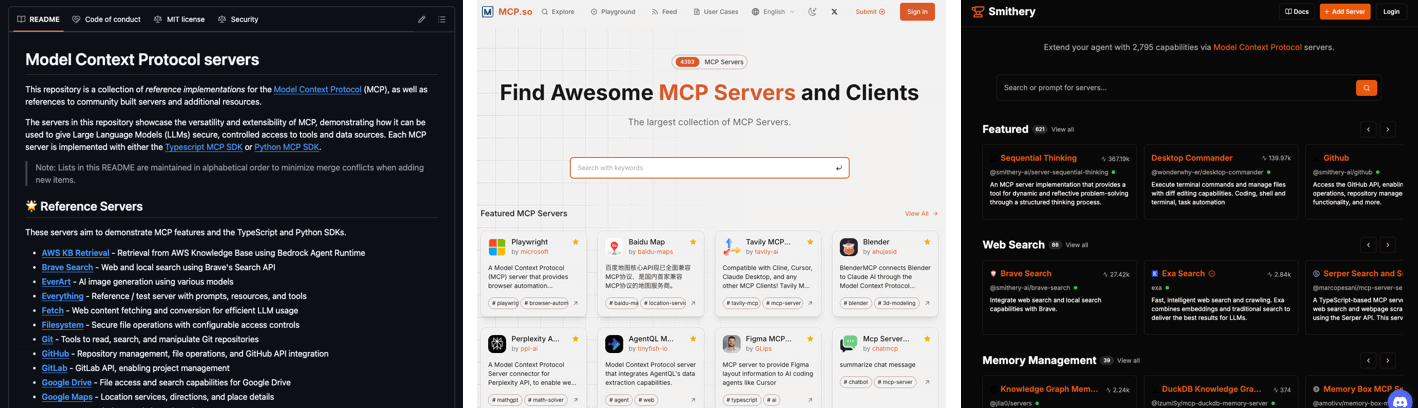 README
Code of conduct
MIT license
Security
Model Context Protocol servers
This repository is a collection of reference implementations for the Model Context Protocol (MCP), as well as
references to community built servers and additional resources.
The servers in this repository showcase the versatility and extensibility of MCP, demonstrating how it can be
used to give Large Language Models (LLMs) secure, controlled access to tools and data sources. Each MCP
server is implemented with either the Typescript MCP SDK or Python MCP SDK.
Note: Lists in this README are maintained in alphabetical order to minimize merge conflicts when adding
new items.
🌟 Reference Servers
These servers aim to demonstrate MCP features and the TypeScript and Python SDKs.
• AWS KB Retrieval - Retrieval from AWS Knowledge Base using Bedrock Agent Runtime
• Brave Search - Web and local search using Brave's Search API
• EverArt - AI image generation using various models
• Everything - Reference / test server with prompts, resources, and tools
• Fetch - Web content fetching and conversion for efficient LLM usage
• Filesystem - Secure file operations with configurable access controls
• Git - Tools to read, search, and manipulate Git repositories
• GitHub - Repository management, file operations, and GitHub API integration
• GitLab - GitLab API, enabling project management
• Google Drive - File access and search capabilities for Google Drive
• Google Maps - Location services, directions, and place details
MCP.so
Explore
Playground
Feed
User Cases
English
Submit
Sign In
4393 MCP Servers
Find Awesome MCP Servers and Clients
The largest collection of MCP Servers.
Search with keywords
Featured MCP Servers
View All
Playwright
by microsoft
A Model Context Protocol
(MCP) server that provides
browser automation...
# playwrig
# browser-autom
Baidu Map
by baidu-maps
百度地图核心API现已全面兼容
MCP协议，是国内首家兼容
MCP协议的地图服务商。
# baidu-ma
# location-servic
Tavily MCP...
by tavily-ai
Compatible with Cline, Cursor,
Claude Desktop, and any
other MCP Clients! Tavily M...
# tavily-mcp
# mcp-server
Blender
by ahujasid
BlenderMCP connects Blender
to Claude AI through the
Model Context Protocol...
# blender
# 3d-modeling
Perplexity A...
by ppl-ai
A Model Context Protocol
Server connector for
Perplexity API, to enable we...
# mathgpt
# math-solver
AgentQL M...
by tinyfish-io
Model Context Protocol server
that integrates AgentQL's data
extraction capabilities.
# agent
# web
Figma MCP...
by GLips
MCP server to provide Figma
layout information to AI coding
agents like Cursor
# typescript
# ai
Mcp Server...
by chatmcp
summarize chat message
# chatbot
# mcp-server
Smithery
Docs
+ Add Server
Login
Extend your agent with 2,795 capabilities via Model Context Protocol servers.
Search or prompt for servers...
Featured 621 View all
Sequential Thinking
367.19k
@smithery-ai/server-sequential-thinking
An MCP server implementation that provides a
tool for dynamic and reflective problem-solving
through a structured thinking process.
Desktop Commander
139.97k
@wonderwhy-er/desktop-commander
Execute terminal commands and manage files
with diff editing capabilities. Coding, shell and
terminal, task automation
Github
@smithery-ai/github
Access the GitHub API, enablin
operations, repository manage
functionality, and more.
Web Search 88 View all
Brave Search
27.42k
@smithery-ai/brave-search
Integrate web search and local search
capabilities with Brave.
Exa Search
2.84k
exa
Fast, intelligent web search and crawling. Exa
combines embeddings and traditional search to
deliver the best results for LLMs.
Serper Search and S
@marcopesani/mcp-server-se
A TypeScript-based MCP serve
web search and webpage scra
using the Serper API. This serv
Memory Management 39 View all
Knowledge Graph Mem...
2.24k
@jlia0/servers
DuckDB Knowledge Gra...
374
@IzumiSy/mcp-duckdb-memory-server
Memory Box MCP Se
@amotivv/memory-box-m